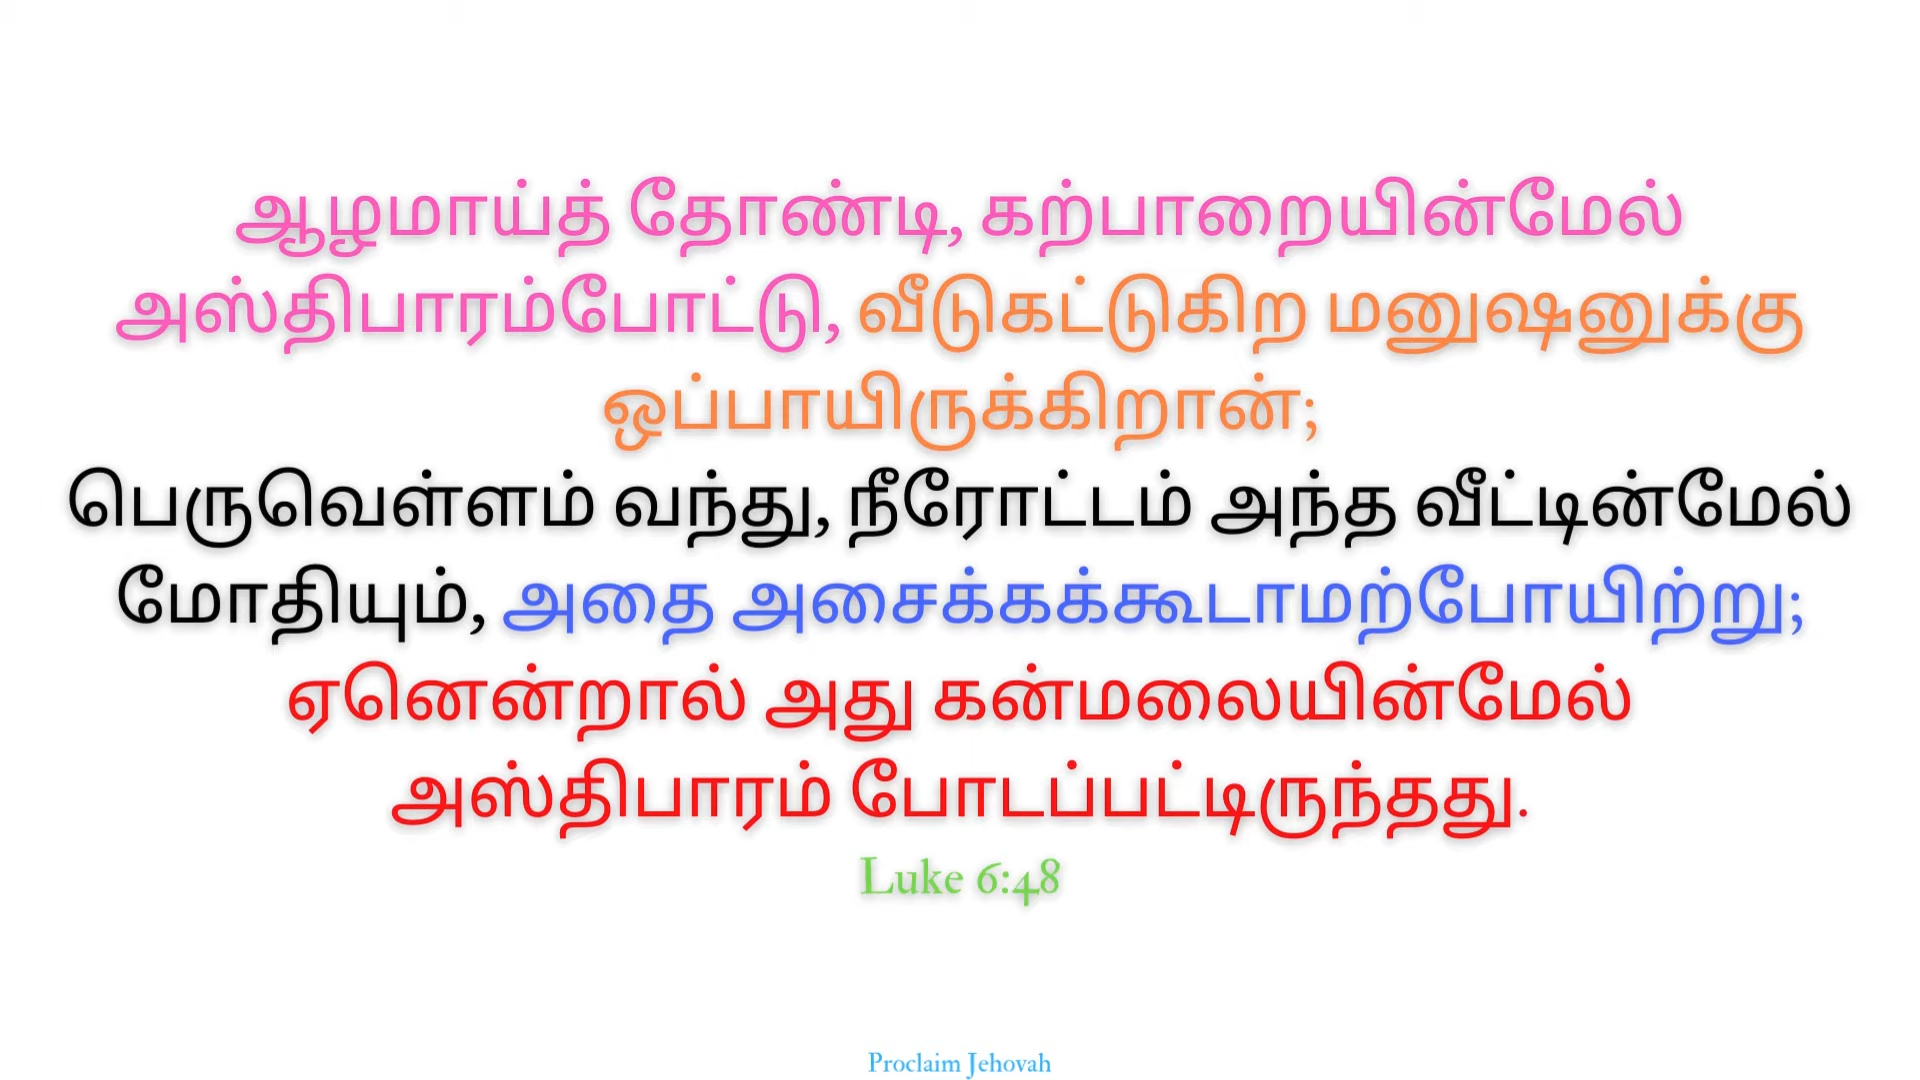 ஆழமாய்த் தோண்டி, கற்பாறையின்மேல்
அஸ்திபாரம்போட்டு, வீடுகட்டுகிற மனுஷனுக்கு
ஒப்பாயிருக்கிறான்;
பெருவெள்ளம் வந்து, நீரோட்டம் அந்த வீட்டின்மேல்
மோதியும், அதை அசைக்கக்கூடாமற்போயிற்று;
ஏனென்றால் அது கன்மலையின்மேல்
அஸ்திபாரம் போடப்பட்டிருந்தது.
Luke 6:48
Proclaim Jehovah